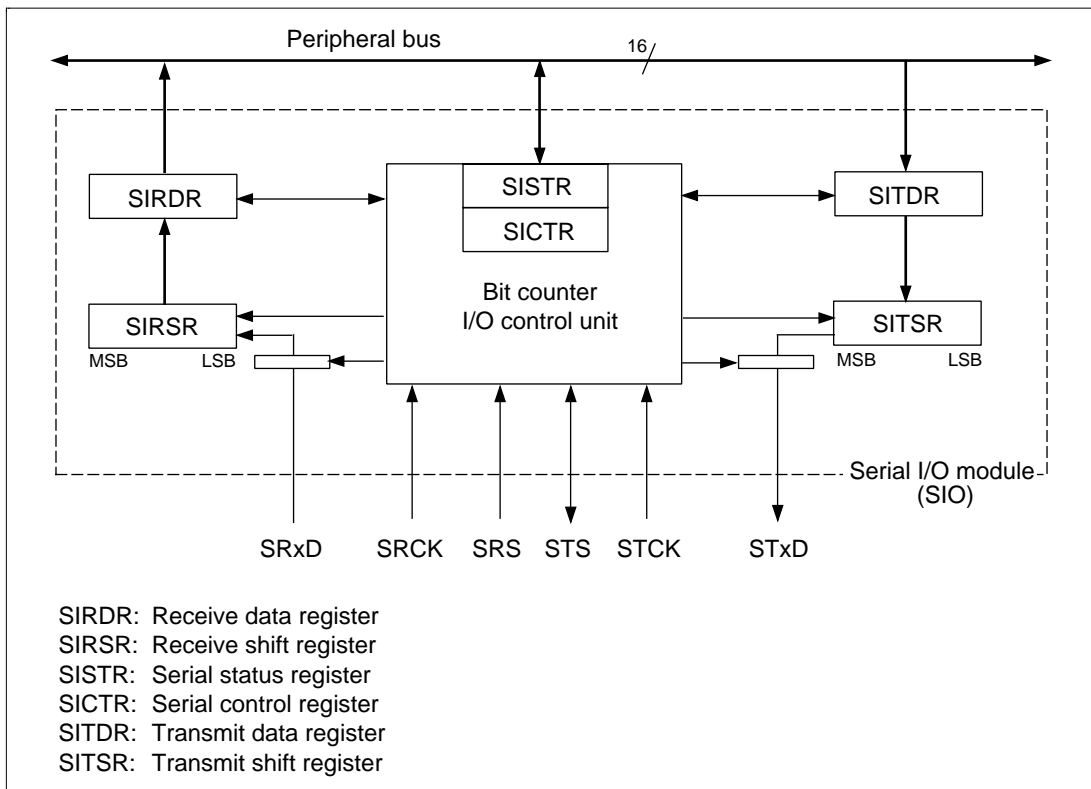 Peripheral bus
16
SIRDR
SISTR
SITDR
SICTR
Bit counter
I/O control unit
SIRSR
SITSR
MSB
LSB
MSB
LSB
Serial I/O module
(SIO)
SRxD
SRCK
SRS
STS
STCK
STxD
SIRDR: Receive data register
SIRSR: Receive shift register
SISTR: Serial status register
SICTR: Serial control register
SITDR: Transmit data register
SITSR: Transmit shift register